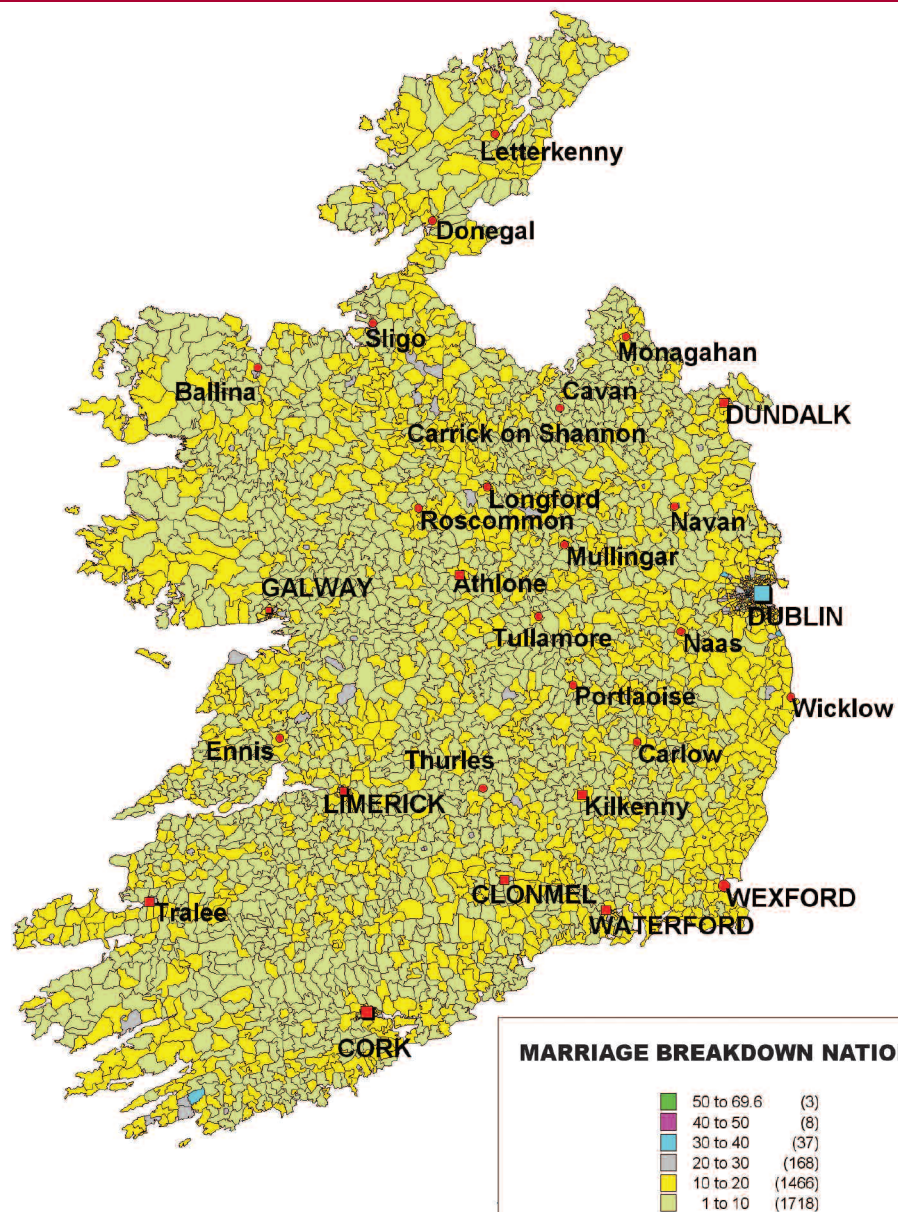 Letterkenny
Donegal
Sligo
Monagahan
Ballina
Cavan
DUNDALK
Carrick on Shannon
Longford
Roscommon
Navan
Mullingar
GALWAY
Athlone
DUBLIN
Tullamore
Naas
Portlaoise
Wicklow
Ennis
Thurles
Carlow
LIMERICK
Kilkenny
CLONMEL
WEXFORD
Tralee
WATERFORD
CORK
MARRIAGE BREAKDOWN NATIO
50 to 69.6 (3)
40 to 50 (8)
30 to 40 (37)
20 to 30 (168)
10 to 20 (1466)
1 to 10 (1718)